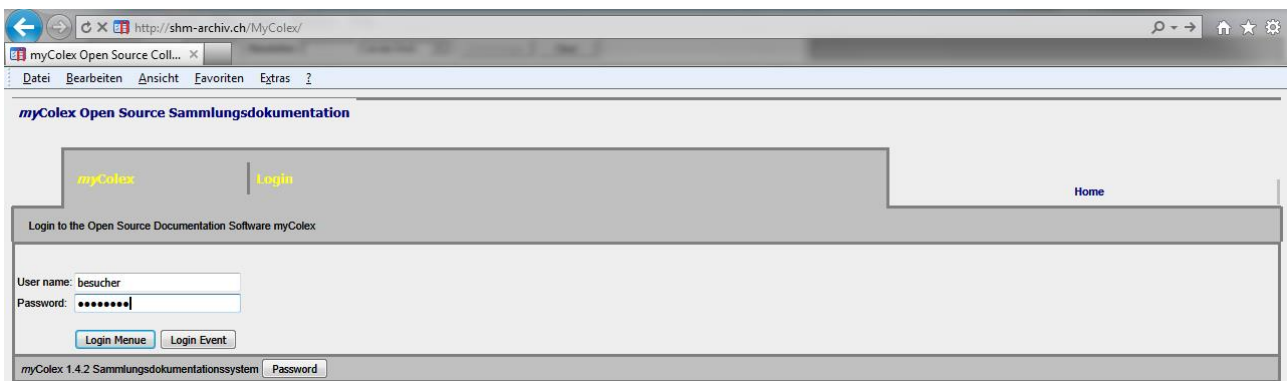 http://shm-archiv.ch/MyColex/
myColex Open Source Coll...
Datei Bearbeiten Ansicht Favoriten Extras ?
myColex Open Source Sammlungsdokumentation
myColex Login
Home
Login to the Open Source Documentation Software myColex
User name: besucher
Password: ••••••••
Login Menue Login Event
myColex 1.4.2 Sammlungsdokumentationssystem Password